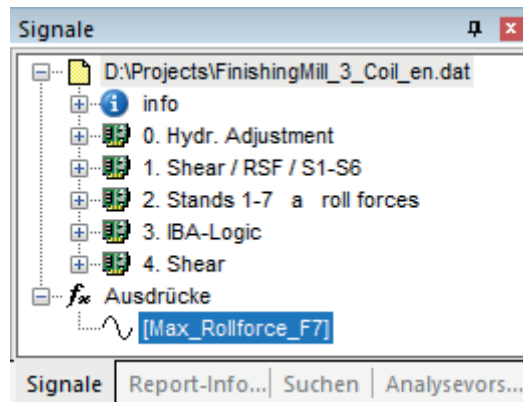 Signale
D:\Projects\FinishingMill_3_Coil_en.dat
info
0. Hydr. Adjustment
1. Shear / RSF / S1-S6
2. Stands 1-7 a roll forces
3. IBA-Logic
4. Shear
fx Ausdrücke
[Max_Rollforce_F7]
Signale Report-Info... Suchen Analysevors...